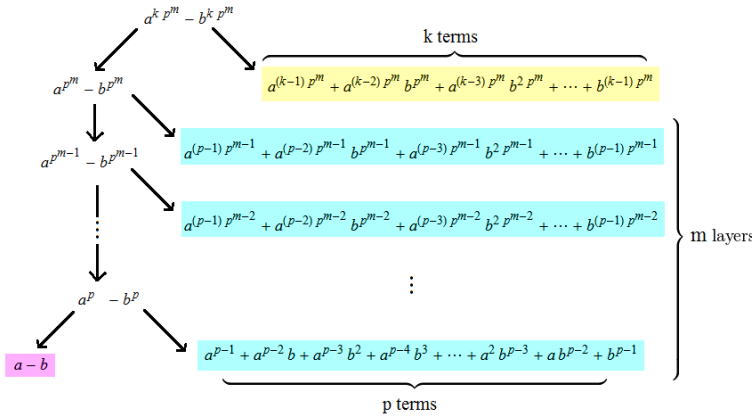 a^{k p^m} − b^{k p^m}
k terms
a^{p^m} − b^{p^m}
a^{(k−1) p^m} + a^{(k−2) p^m} b^{p^m} + a^{(k−3) p^m} b^{2 p^m} + ⋯ + b^{(k−1) p^m}
a^{p^{m−1}} − b^{p^{m−1}}
a^{(p−1) p^{m−1}} + a^{(p−2) p^{m−1}} b^{p^{m−1}} + a^{(p−3) p^{m−1}} b^{2 p^{m−1}} + ⋯ + b^{(p−1) p^{m−1}}
a^{(p−1) p^{m−2}} + a^{(p−2) p^{m−2}} b^{p^{m−2}} + a^{(p−3) p^{m−2}} b^{2 p^{m−2}} + ⋯ + b^{(p−1) p^{m−2}}
m layers
⋮
⋮
a^p − b^p
a − b
a^{p−1} + a^{p−2} b + a^{p−3} b^2 + a^{p−4} b^3 + ⋯ + a^2 b^{p−3} + a b^{p−2} + b^{p−1}
p terms